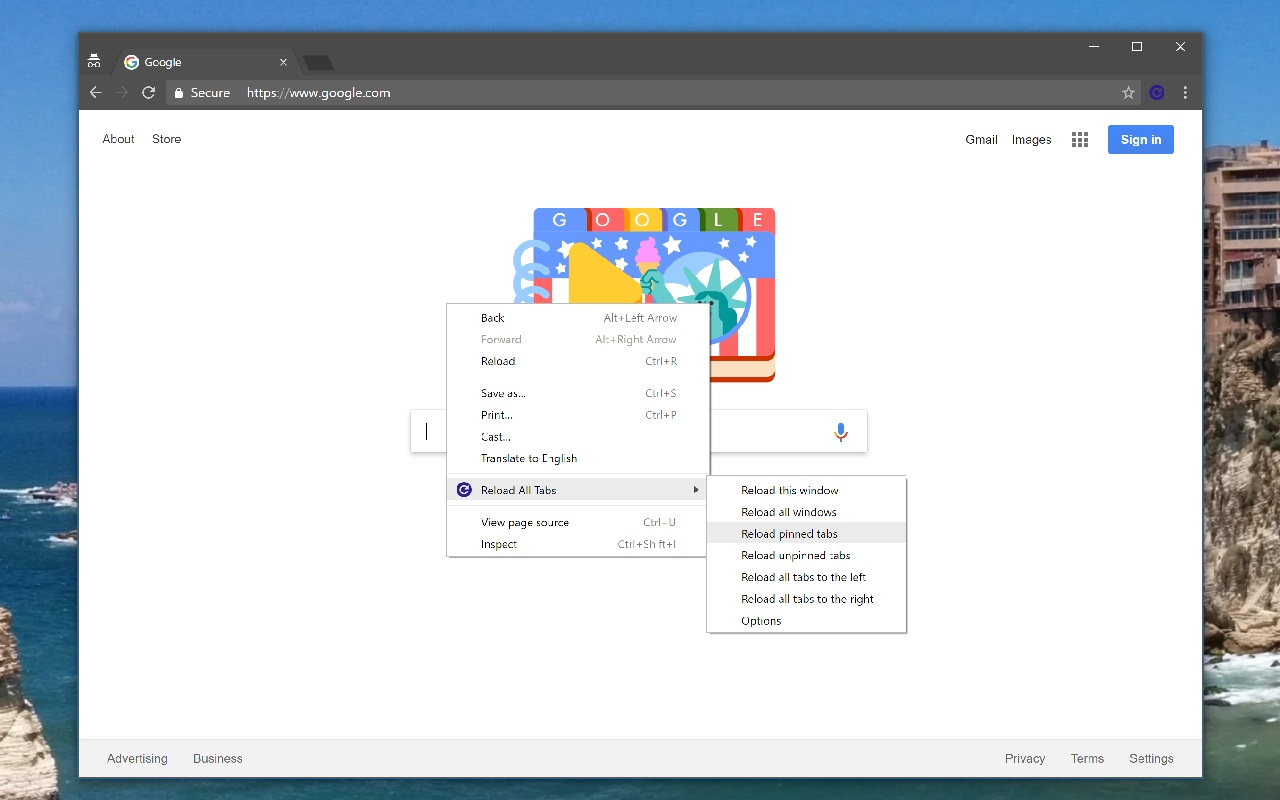 Google
Secure https://www.google.com
About Store Gmail Images Sign in
G O O G L E
Back Alt+Left Arrow
Forward Alt+Right Arrow
Reload Ctrl+R
Save as... Ctrl+S
Print... Ctrl+P
Cast...
Translate to English
Reload All Tabs
View page source Ctrl+U
Inspect Ctrl+Shift+I
Reload this window
Reload all windows
Reload pinned tabs
Reload unpinned tabs
Reload all tabs to the left
Reload all tabs to the right
Options
Advertising Business Privacy Terms Settings